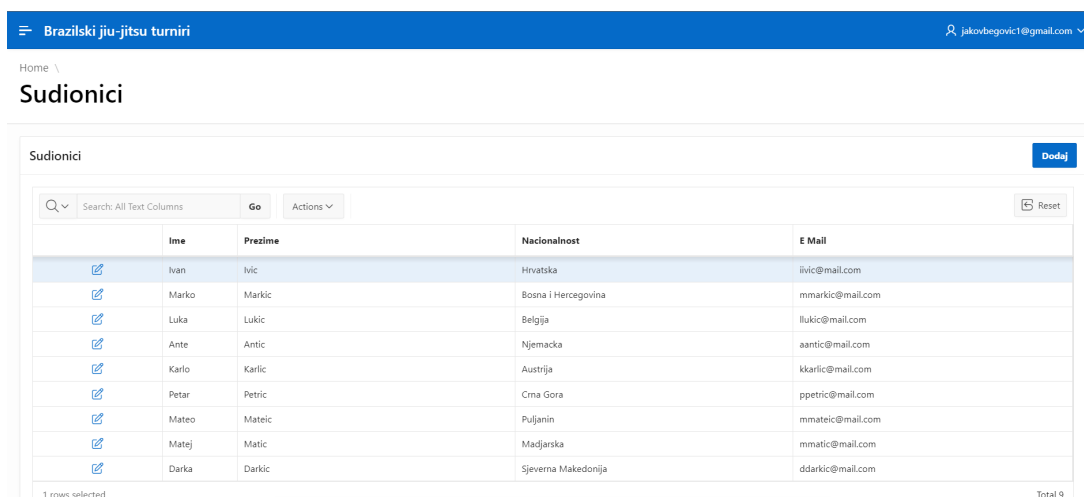 Brazilski jiu-jitsu turniri jakovbegovic1@gmail.com
Home \
Sudionici
Sudionici Dodaj
Search: All Text Columns Go Actions Reset
Ime Prezime Nacionalnost E Mail
Ivan Ivic Hrvatska iivic@mail.com
Marko Markic Bosna i Hercegovina mmarkic@mail.com
Luka Lukic Belgija llukic@mail.com
Ante Antic Njemacka aantic@mail.com
Karlo Karlic Austrija kkarlic@mail.com
Petar Petric Crna Gora ppetric@mail.com
Mateo Mateic Puljanin mmateic@mail.com
Matej Matic Madjarska mmatic@mail.com
Darka Darkic Sjeverna Makedonija ddarkic@mail.com
1 rows selected Total 9